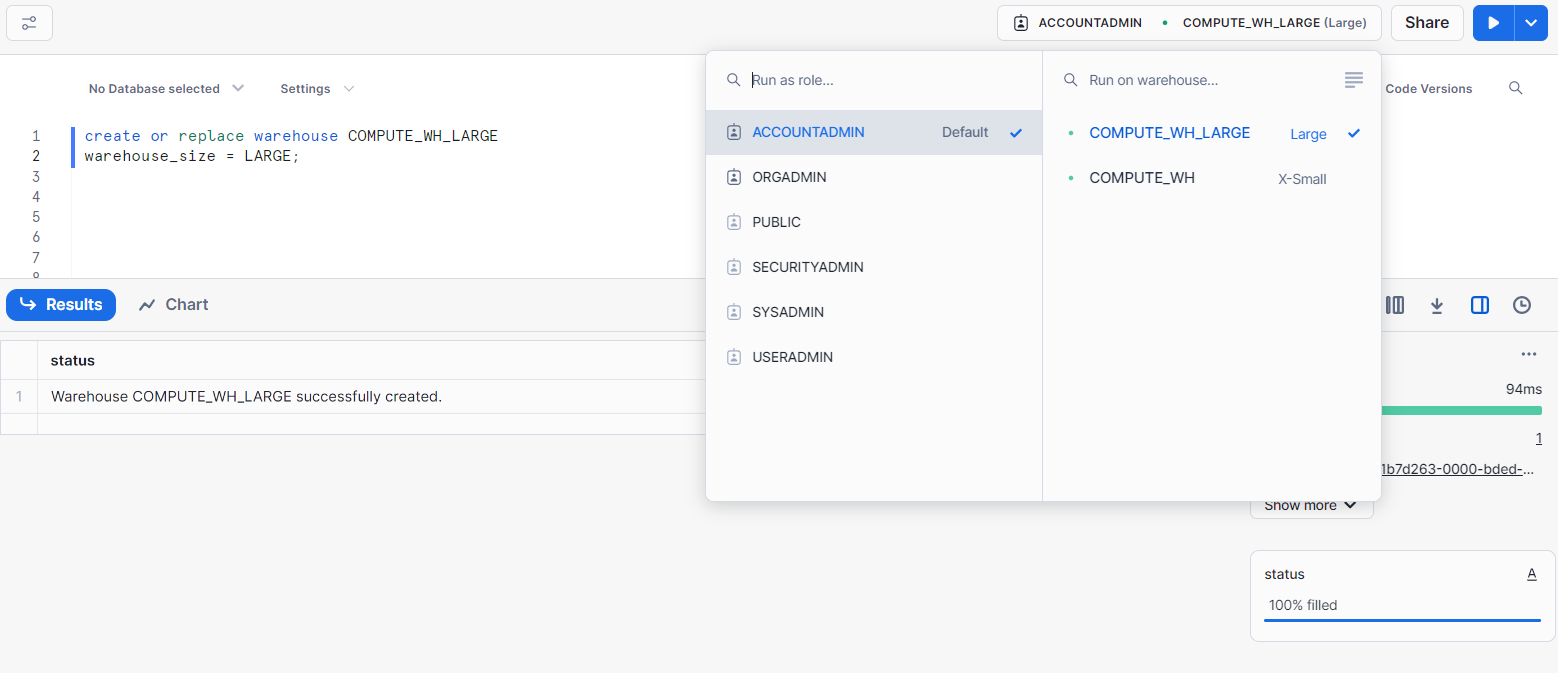 ACCOUNTADMIN • COMPUTE_WH_LARGE (Large)
Share
No Database selected
Settings
Code Versions
1 create or replace warehouse COMPUTE_WH_LARGE
2 warehouse_size = LARGE;
3
4
5
6
7
8
Run as role...
ACCOUNTADMIN Default
ORGADMIN
PUBLIC
SECURITYADMIN
SYSADMIN
USERADMIN
Run on warehouse...
COMPUTE_WH_LARGE Large
COMPUTE_WH X-Small
Results
Chart
status
1 Warehouse COMPUTE_WH_LARGE successfully created.
94ms
1
1b7d263-0000-bded-...
Show more
status A
100% filled